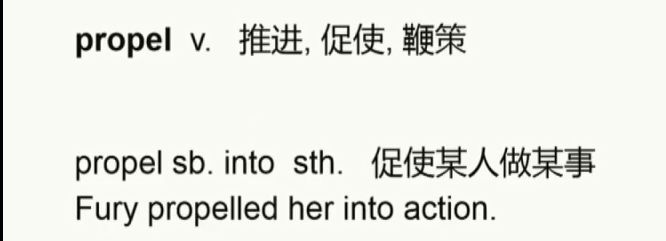 propel v. 推进, 促使, 鞭策
propel sb. into sth. 促使某人做某事
Fury propelled her into action.